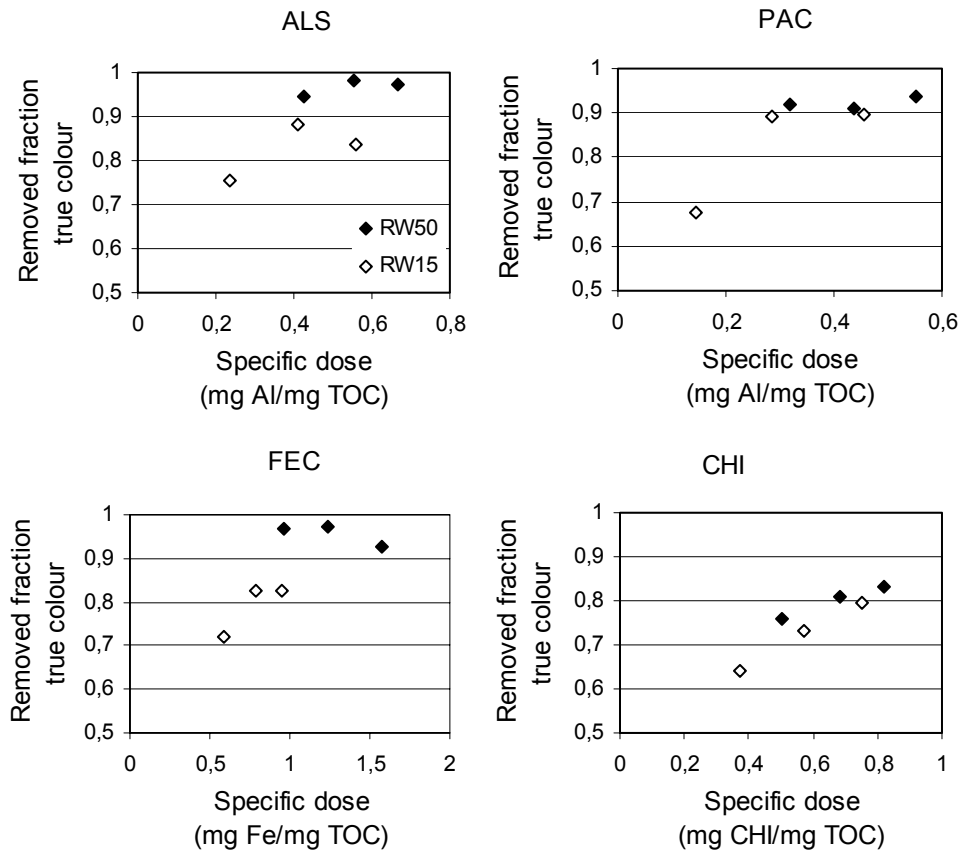 ALS
Removed fraction
true colour
1
0,9
0,8
0,7
0,6
0,5
0 0,2 0,4 0,6 0,8
RW50
RW15
Specific dose
(mg Al/mg TOC)
PAC
Removed fraction
true colour
1
0,9
0,8
0,7
0,6
0,5
0 0,2 0,4 0,6
Specific dose
(mg Al/mg TOC)
FEC
Removed fraction
true colour
1
0,9
0,8
0,7
0,6
0,5
0 0,5 1 1,5 2
Specific dose
(mg Fe/mg TOC)
CHI
Removed fraction
true colour
1
0,9
0,8
0,7
0,6
0,5
0 0,2 0,4 0,6 0,8 1
Specific dose
(mg CHI/mg TOC)